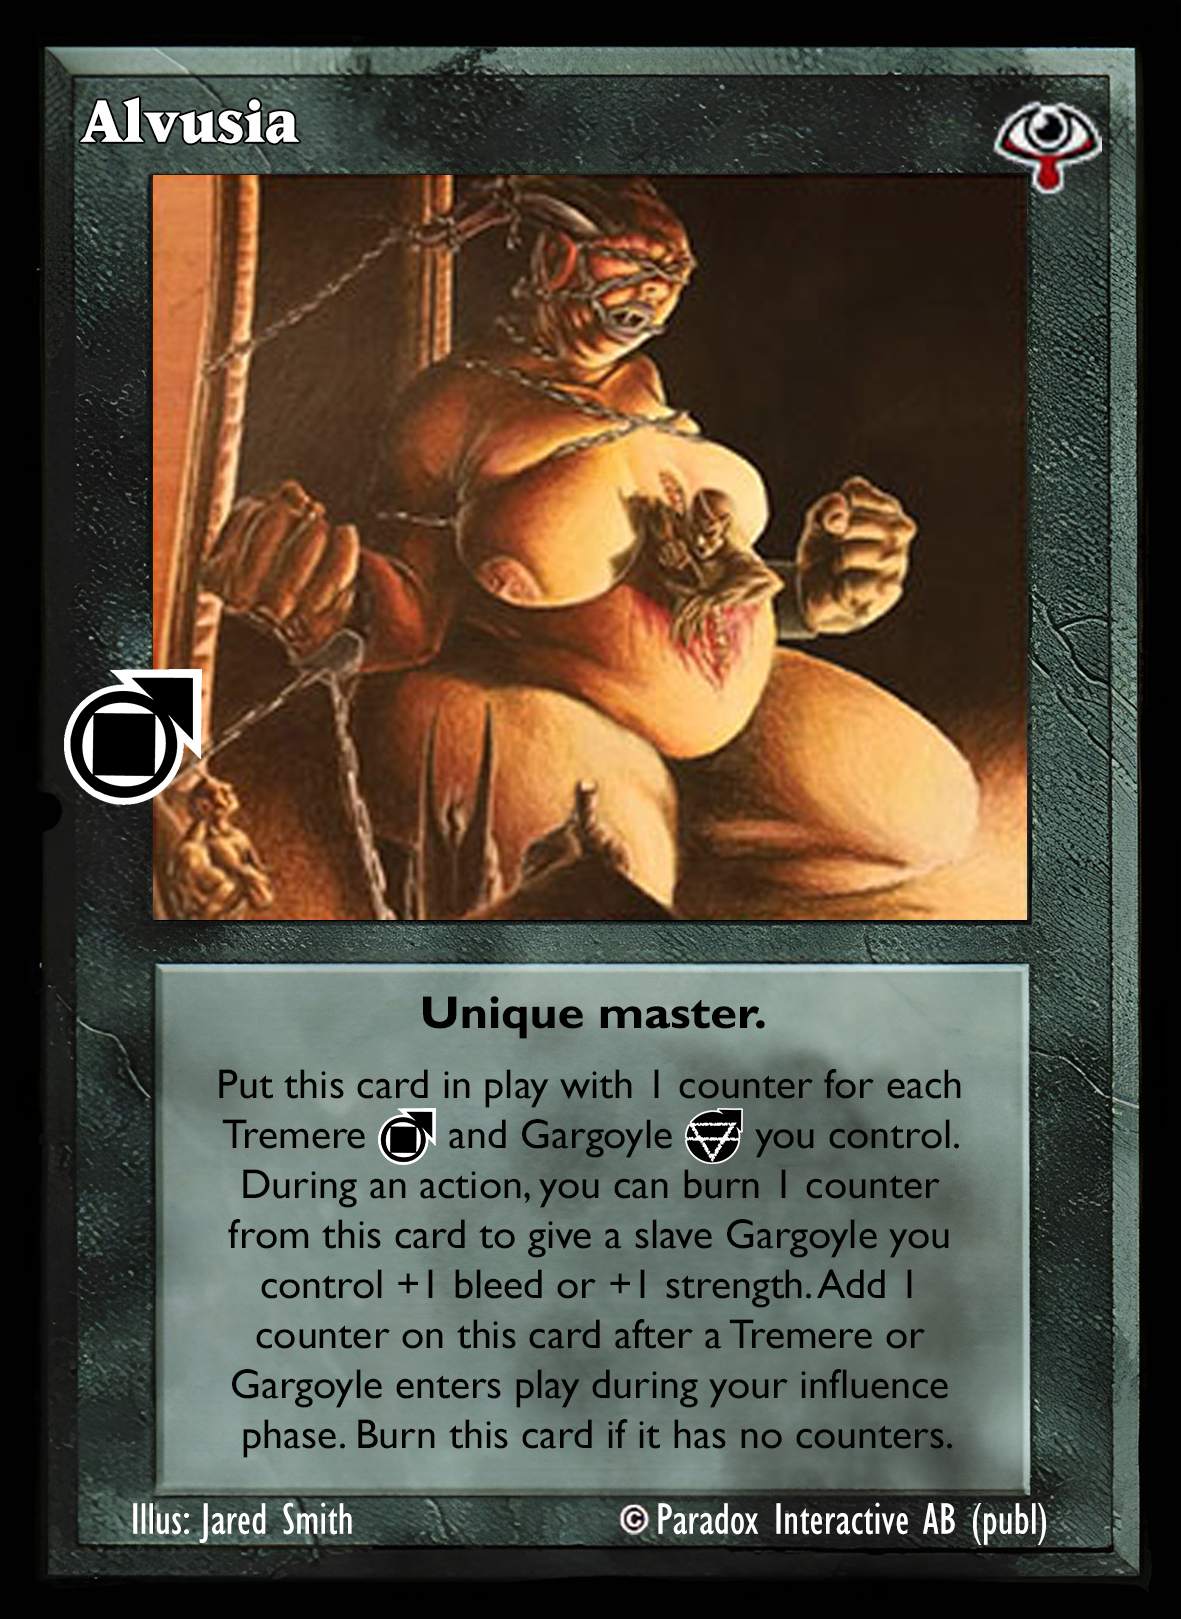 Alvusia
Unique master.
Put this card in play with 1 counter for each
Tremere and Gargoyle you control.
During an action, you can burn 1 counter
from this card to give a slave Gargoyle you
control +1 bleed or +1 strength. Add 1
counter on this card after a Tremere or
Gargoyle enters play during your influence
phase. Burn this card if it has no counters.
Illus: Jared Smith
© Paradox Interactive AB (publ)